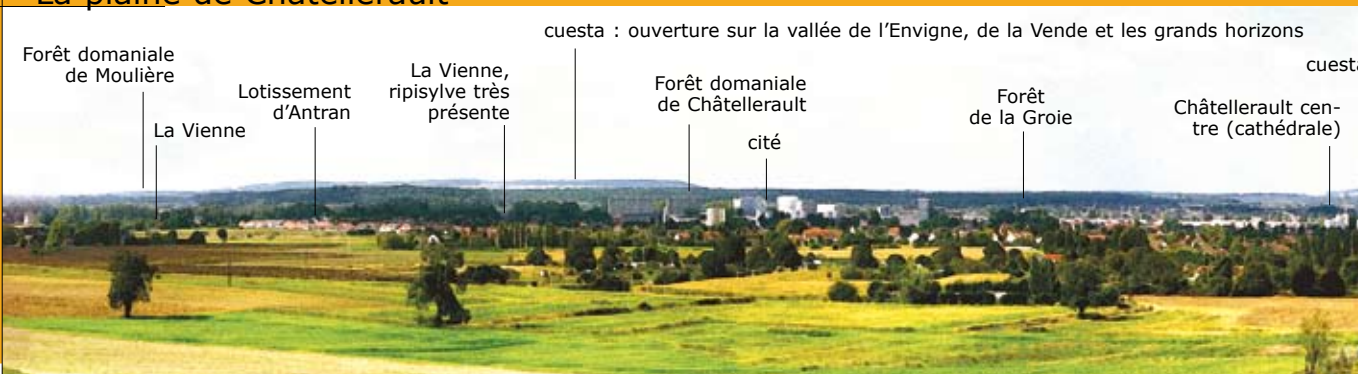 La plaine de Châtellerault
cuesta : ouverture sur la vallée de l'Envigne, de la Vende et les grands horizons
Forêt domaniale
de Moulière
La Vienne
Lotissement
d'Antran
La Vienne,
ripisylve très
présente
Forêt domaniale
de Châtellerault
cité
Forêt
de la Groie
cuesta
Châtellerault cen-
tre (cathédrale)